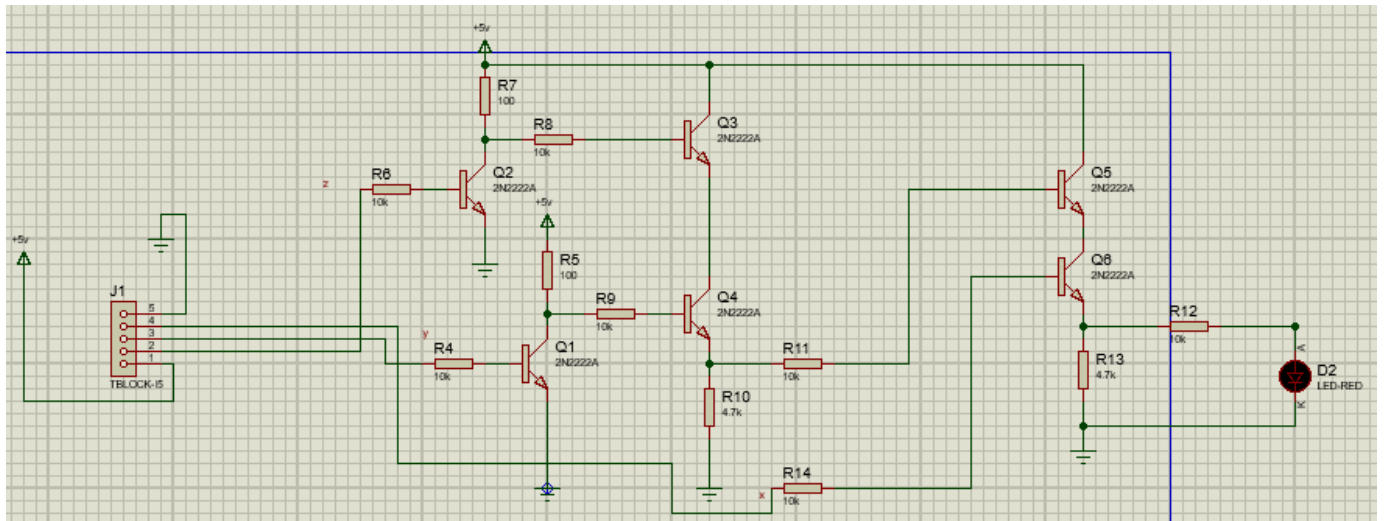 +5v
R7
100
R8
10k
Q3
2N2222A
Q2
2N2222A
R6
10k
z
Q5
2N2222A
+5v
+5v
R5
100
Q6
2N2222A
J1
5
4
3
2
1
TBLOCK-I5
R9
10k
Q4
2N2222A
R12
10k
y
R4
10k
Q1
2N2222A
R11
10k
R13
4.7k
A
D2
LED-RED
K
R10
4.7k
R14
10k
x